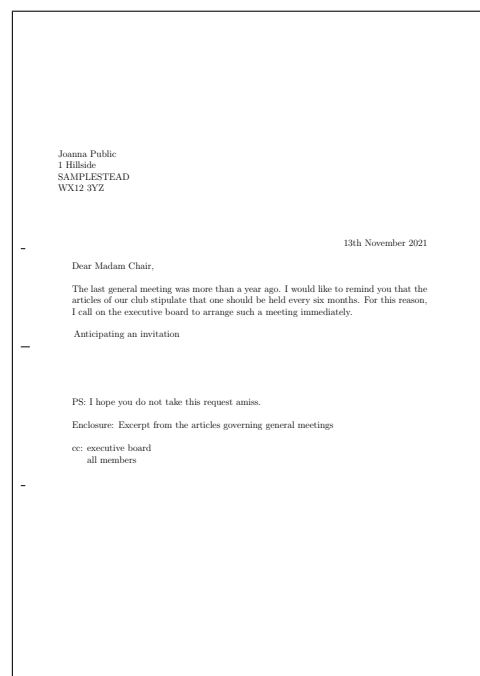 Joanna Public
1 Hillside
SAMPLESTEAD
WX12 3YZ
13th November 2021
Dear Madam Chair,
The last general meeting was more than a year ago. I would like to remind you that the
articles of our club stipulate that one should be held every six months. For this reason,
I call on the executive board to arrange such a meeting immediately.
Anticipating an invitation
PS: I hope you do not take this request amiss.
Enclosure: Excerpt from the articles governing general meetings
cc: executive board
all members